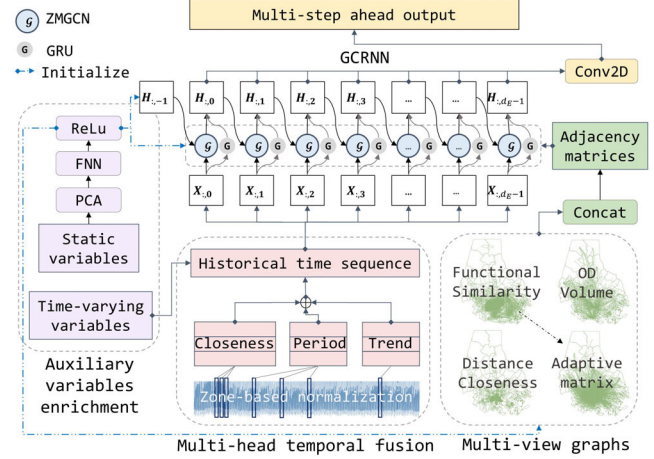 Multi-step ahead output
𝒢 ZMGCN
G GRU
Initialize
GCRNN
Conv2D
H:,−1 H:,0 H:,1 H:,2 H:,3 ... ... H:,dE−1
ReLu
𝒢 G 𝒢 G 𝒢 G 𝒢 G ... G ... G 𝒢 G
Adjacency
matrices
FNN
X:,0 X:,1 X:,2 X:,3 ... ... X:,dE−1
PCA
Concat
Static
variables
Historical time sequence
Functional
Similarity
OD
Volume
Time-varying
variables
Closeness Period Trend
Distance
Closeness
Adaptive
matrix
Auxiliary
variables
enrichment
Zone-based normalization
Multi-head temporal fusion
Multi-view graphs